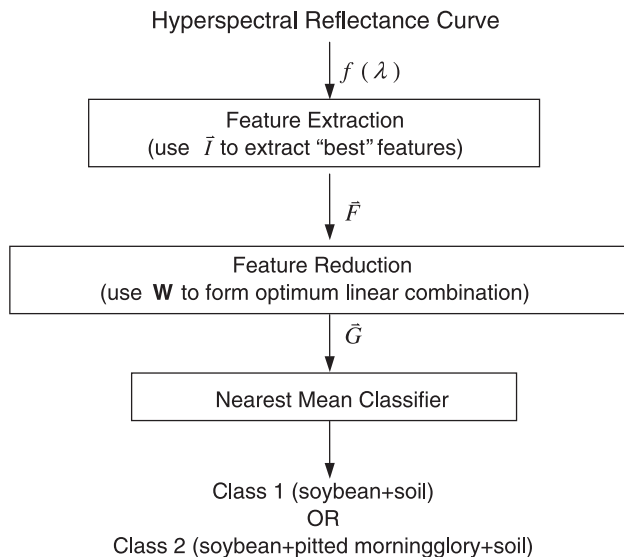 Hyperspectral Reflectance Curve
f (λ)
Feature Extraction
(use I⃗ to extract “best” features)
F⃗
Feature Reduction
(use W to form optimum linear combination)
G⃗
Nearest Mean Classifier
Class 1 (soybean+soil)
OR
Class 2 (soybean+pitted morningglory+soil)